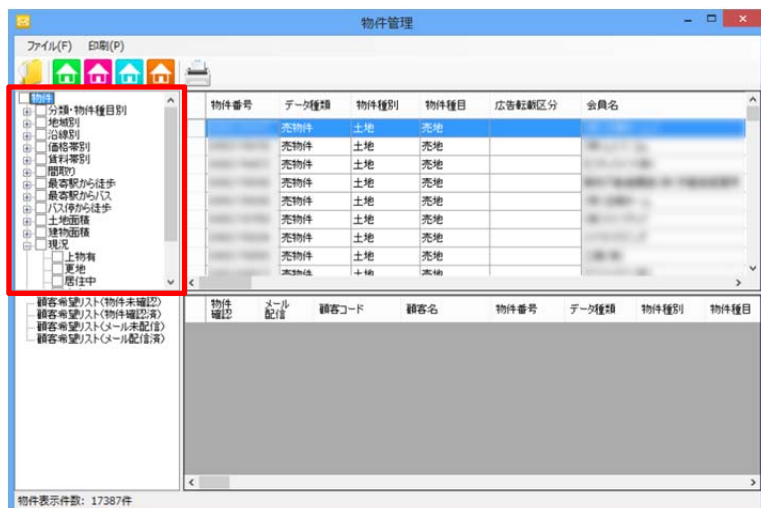 物件管理
ファイル(F) 印刷(P)
物件
分類・物件種目別
地域別
沿線別
価格帯別
賃料帯別
間取り
最寄駅から徒歩
最寄駅からバス
バス停から徒歩
土地面積
建物面積
現況
上物有
更地
居住中
物件番号 データ種類 物件種別 物件種目 広告転載区分 会員名
売物件 土地 売地
売物件 土地 売地
売物件 土地 売地
売物件 土地 売地
売物件 土地 売地
売物件 土地 売地
売物件 土地 売地
売物件 土地 売地
売物件 土地 売地
顧客希望リスト(物件未確認)
顧客希望リスト(物件確認済)
顧客希望リスト(メール未配信)
顧客希望リスト(メール配信済)
物件確認 メール配信 顧客コード 顧客名 物件番号 データ種類 物件種別 物件種目
物件表示件数: 17387件